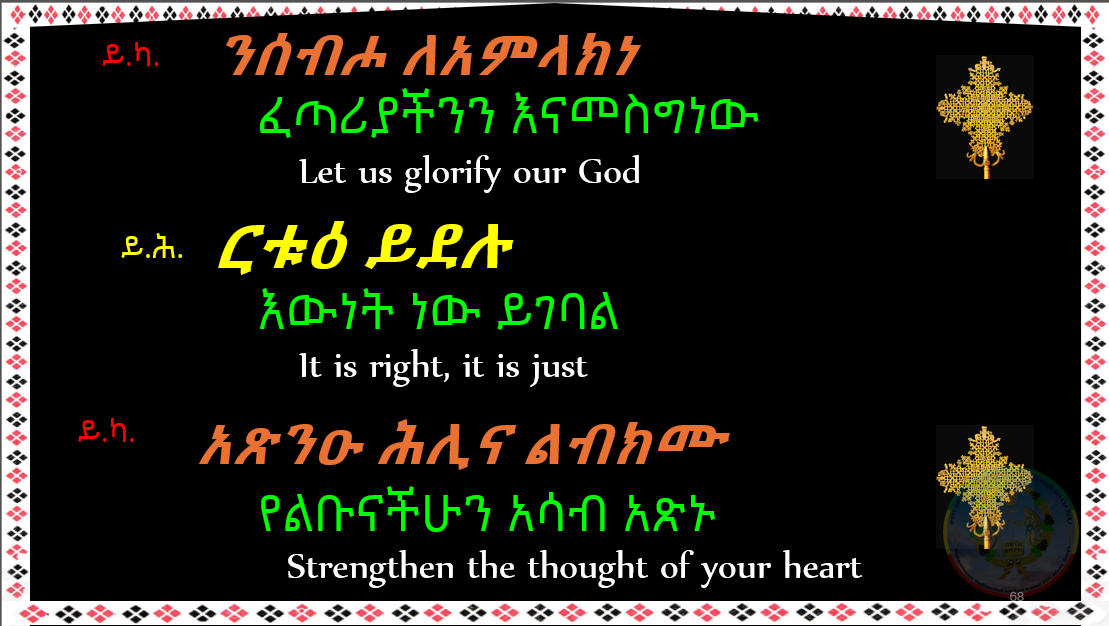 ይ.ካ. ንሰብሖ ለአምላክነ
ፈጣሪያችንን እናመስግነው
Let us glorify our God
ይ.ሕ. ርቱዕ ይደሉ
እውነት ነው ይገባል
It is right, it is just
ይ.ካ. አጽንዑ ሕሊና ልብክሙ
የልቡናችሁን አሳብ አጽኑ
Strengthen the thought of your heart
68